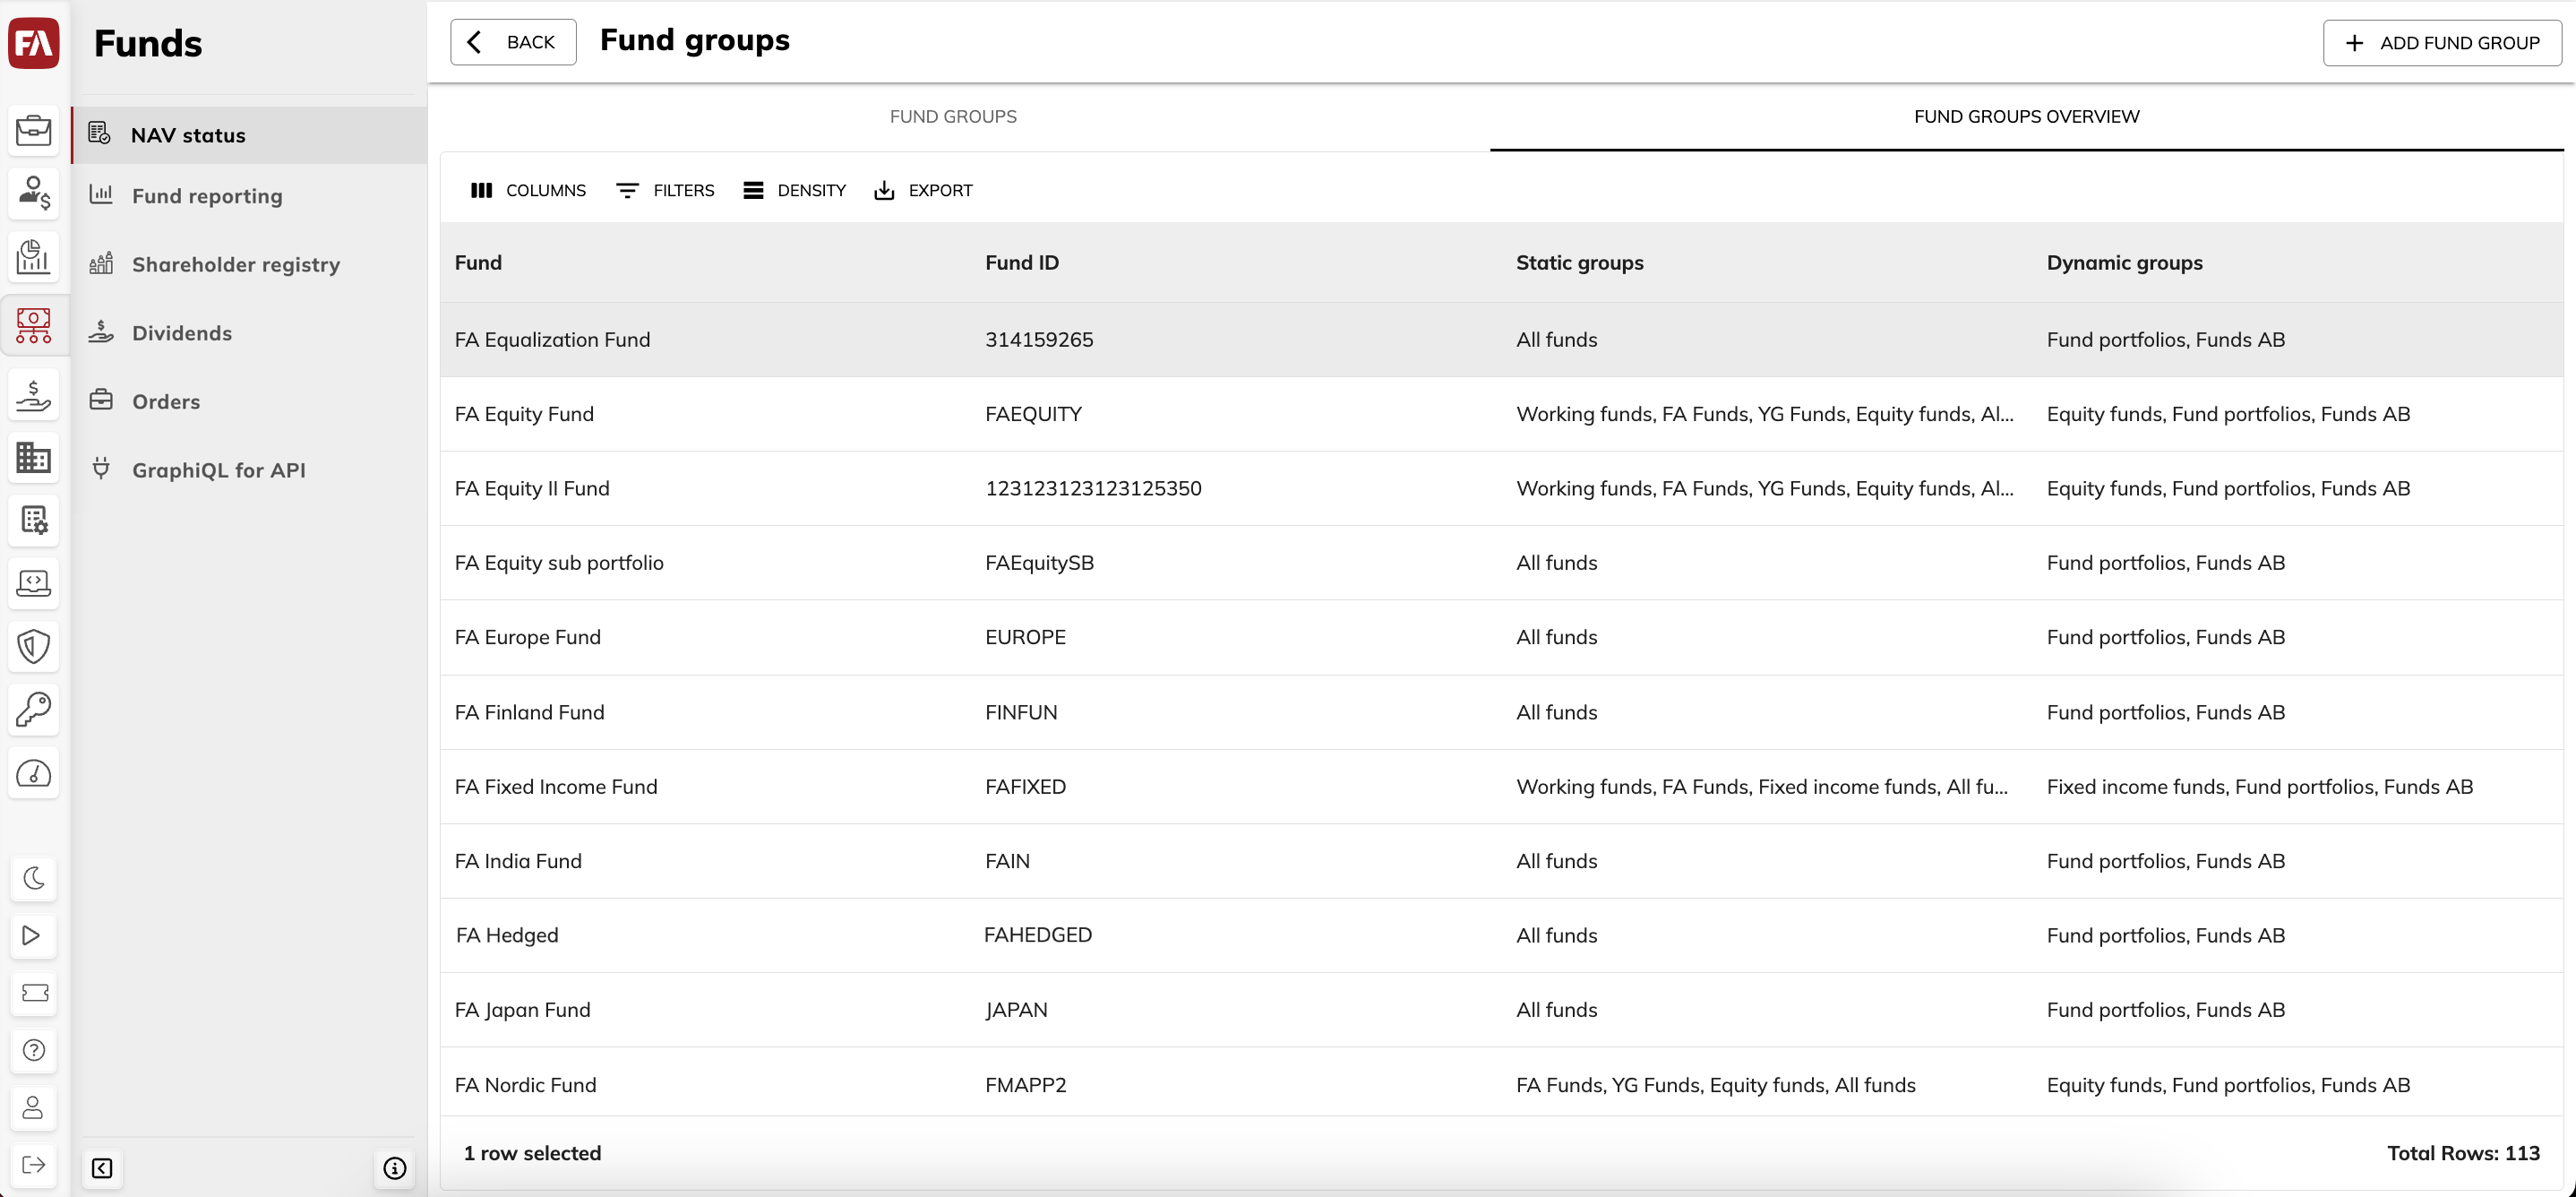 FA
Funds
BACK
Fund groups
ADD FUND GROUP
NAV status
Fund reporting
Shareholder registry
Dividends
Orders
GraphiQL for API
FUND GROUPS
FUND GROUPS OVERVIEW
COLUMNS FILTERS DENSITY EXPORT
Fund Fund ID Static groups Dynamic groups
FA Equalization Fund 314159265 All funds Fund portfolios, Funds AB
FA Equity Fund FAEQUITY Working funds, FA Funds, YG Funds, Equity funds, Al... Equity funds, Fund portfolios, Funds AB
FA Equity II Fund 123123123123125350 Working funds, FA Funds, YG Funds, Equity funds, Al... Equity funds, Fund portfolios, Funds AB
FA Equity sub portfolio FAEquitySB All funds Fund portfolios, Funds AB
FA Europe Fund EUROPE All funds Fund portfolios, Funds AB
FA Finland Fund FINFUN All funds Fund portfolios, Funds AB
FA Fixed Income Fund FAFIXED Working funds, FA Funds, Fixed income funds, All fu... Fixed income funds, Fund portfolios, Funds AB
FA India Fund FAIN All funds Fund portfolios, Funds AB
FA Hedged FAHEDGED All funds Fund portfolios, Funds AB
FA Japan Fund JAPAN All funds Fund portfolios, Funds AB
FA Nordic Fund FMAPP2 FA Funds, YG Funds, Equity funds, All funds Equity funds, Fund portfolios, Funds AB
1 row selected
Total Rows: 113